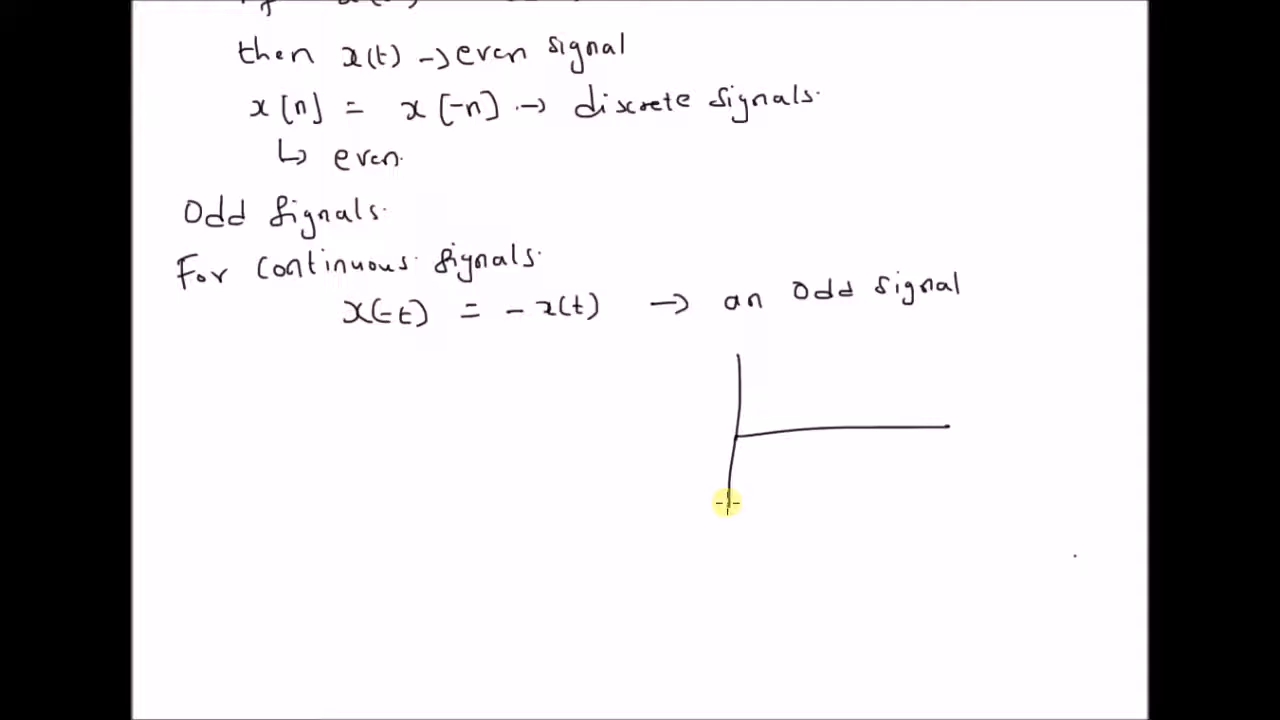 then x(t) → even signal
x[n] = x[-n] → discrete signals.
↳ even.
Odd signals.
For continuous signals.
x(-t) = - x(t) → an odd signal